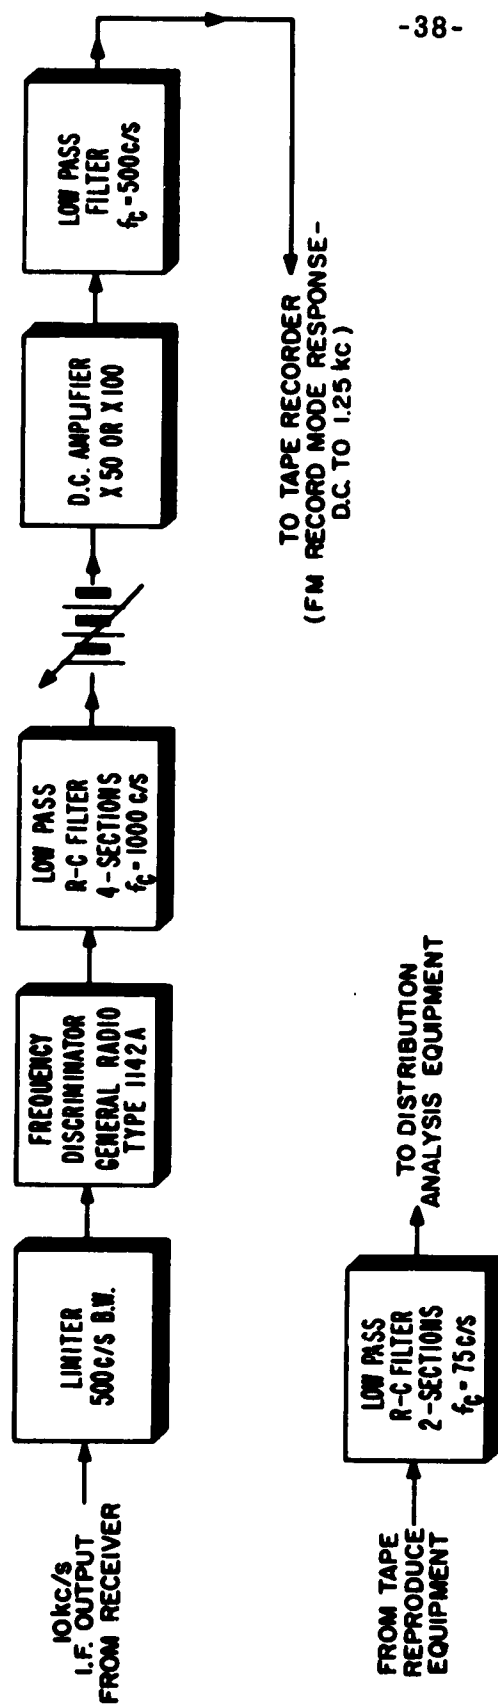 -38-
10kc/s
I.F. OUTPUT
FROM RECEIVER
LIMITER
500C/S B.W.
FREQUENCY
DISCRIMINATOR
GENERAL RADIO
TYPE 1142A
LOW PASS
R-C FILTER
4-SECTIONS
fc = 1000 C/S
D.C. AMPLIFIER
X 50 OR X 100
LOW PASS
FILTER
fc = 500C/S
TO TAPE RECORDER
(FM RECORD MODE RESPONSE-
D.C. TO 1.25 kc)
FROM TAPE
REPRODUCE
EQUIPMENT
LOW PASS
R-C FILTER
2-SECTIONS
fc = 75C/S
TO DISTRIBUTION
ANALYSIS EQUIPMENT